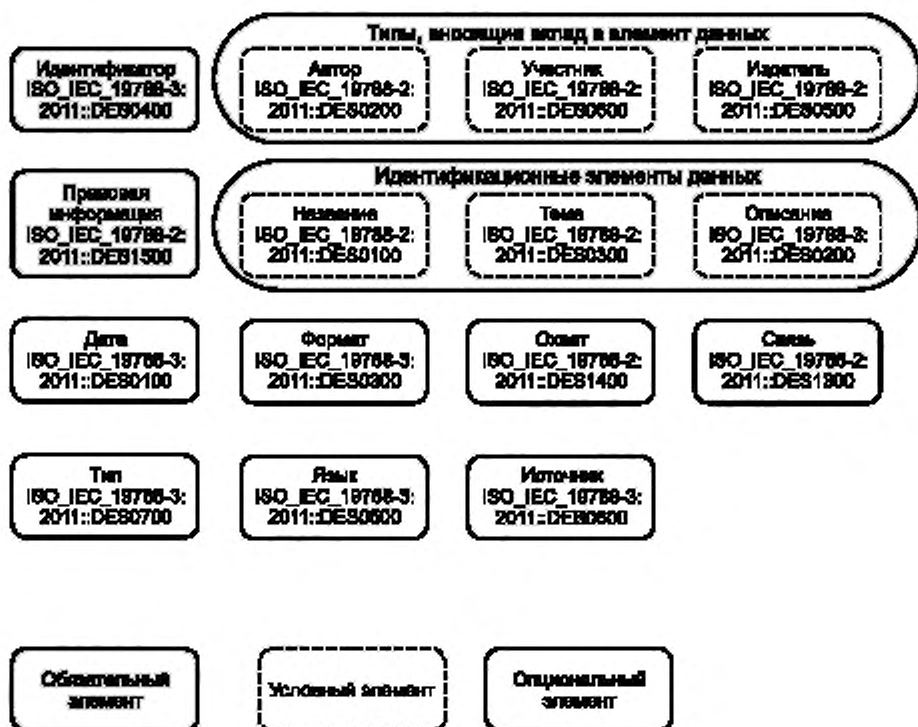 Типы, вносящие вклад в элемент данных
Идентификатор
ISO_IEC_19788-3:
2011::DES0400
Автор
ISO_IEC_19788-2:
2011::DES0200
Участник
ISO_IEC_19788-2:
2011::DES0600
Издатель
ISO_IEC_19788-2:
2011::DES0500
Правовая
информация
ISO_IEC_19788-2:
2011::DES1500
Идентификационные элементы данных
Название
ISO_IEC_19788-2:
2011::DES0100
Тема
ISO_IEC_19788-2:
2011::DES0300
Описание
ISO_IEC_19788-3:
2011::DES0200
Дата
ISO_IEC_19788-3:
2011::DES0100
Формат
ISO_IEC_19788-3:
2011::DES0300
Охват
ISO_IEC_19788-2:
2011::DES1400
Связь
ISO_IEC_19788-2:
2011::DES1300
Тип
ISO_IEC_19788-3:
2011::DES0700
Язык
ISO_IEC_19788-3:
Источник
ISO_IEC_19788-3:
Обязательный
элемент
Условный элемент
Опциональный
элемент